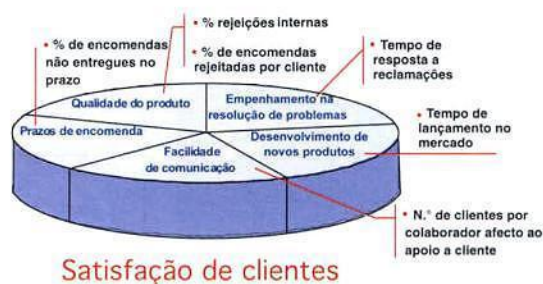 • % rejeições internas
• % de encomendas
rejeitadas por cliente
• % de encomendas
não entregues no
prazo
• Tempo de
resposta a
reclamações
Qualidade do produto
Empenhamento na
resolução de problemas
• Tempo de
lançamento no
mercado
Prazos de encomenda
Desenvolvimento de
novos produtos
Facilidade
de comunicação
• N.° de clientes por
colaborador afecto ao
apoio a cliente
Satisfação de clientes